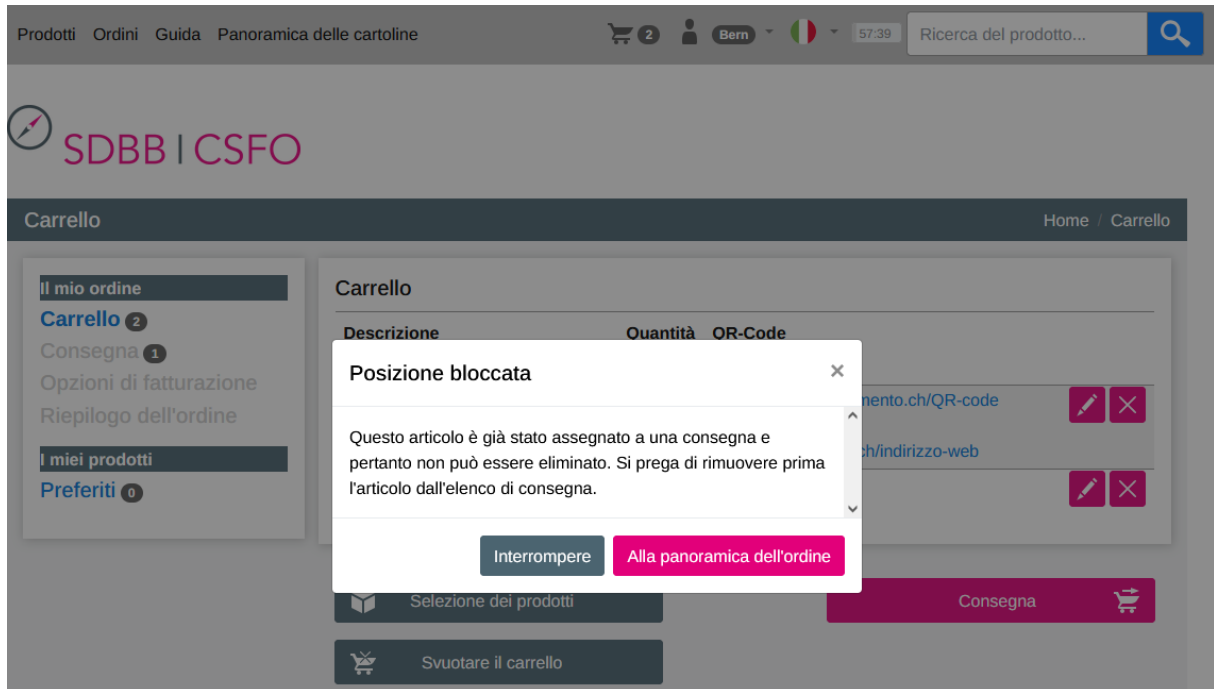 Prodotti Ordini Guida Panoramica delle cartoline 2 Bern 57:39 Ricerca del prodotto...
SDBB | CSFO
Carrello Home / Carrello
Il mio ordine
Carrello 2
Consegna 1
Opzioni di fatturazione
Riepilogo dell'ordine
I miei prodotti
Preferiti 0
Carrello
Descrizione Quantità QR-Code
mento.ch/QR-code
ch/indirizzo-web
Posizione bloccata ×
Questo articolo è già stato assegnato a una consegna e
pertanto non può essere eliminato. Si prega di rimuovere prima
l'articolo dall'elenco di consegna.
Interrompere Alla panoramica dell'ordine
Selezione dei prodotti Consegna
Svuotare il carrello